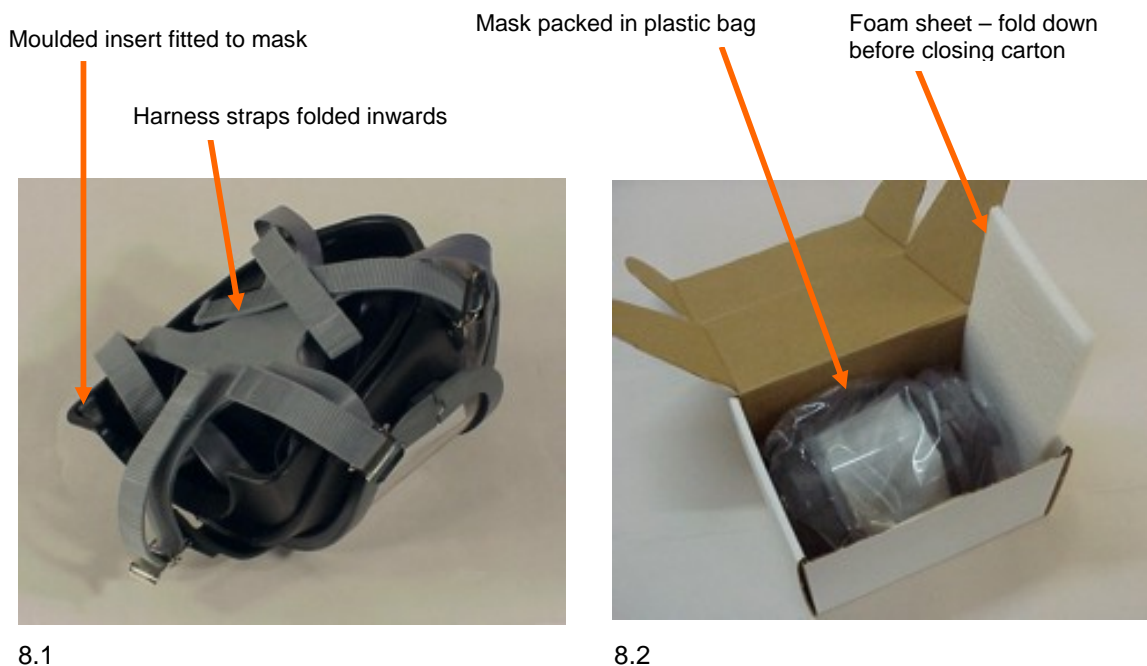 Moulded insert fitted to mask
Harness straps folded inwards
Mask packed in plastic bag
Foam sheet – fold down
before closing carton
8.1
8.2